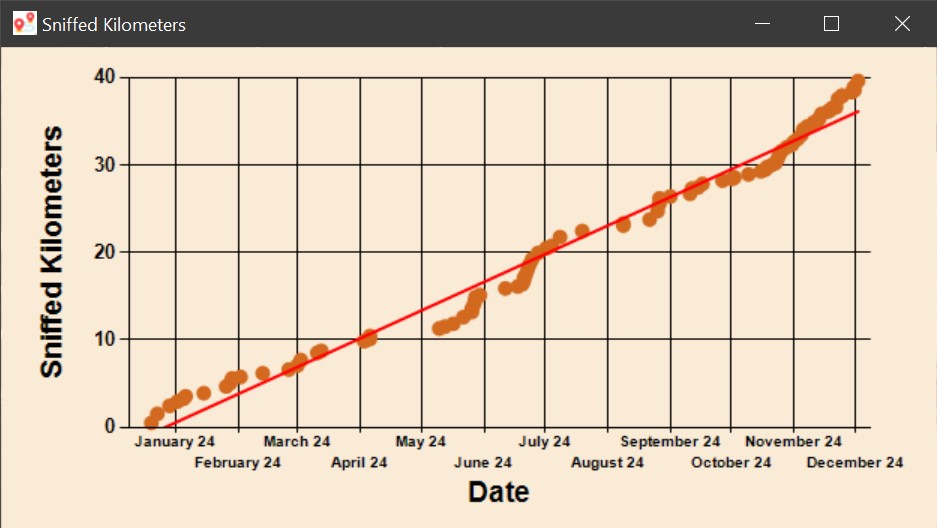 Sniffed Kilometers
Sniffed Kilometers
40
30
20
10
0
January 24
February 24
March 24
April 24
May 24
June 24
July 24
August 24
September 24
October 24
November 24
December 24
Date